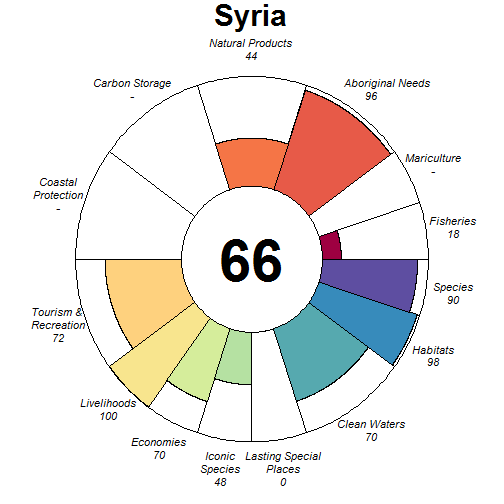 Syria
Natural Products
44
Aboriginal Needs
96
Mariculture
-
Fisheries
18
Species
90
Habitats
98
Clean Waters
70
Lasting Special
Places
0
Iconic
Species
48
Economies
70
Livelihoods
100
Tourism &
Recreation
72
Coastal
Protection
-
Carbon Storage
-
66